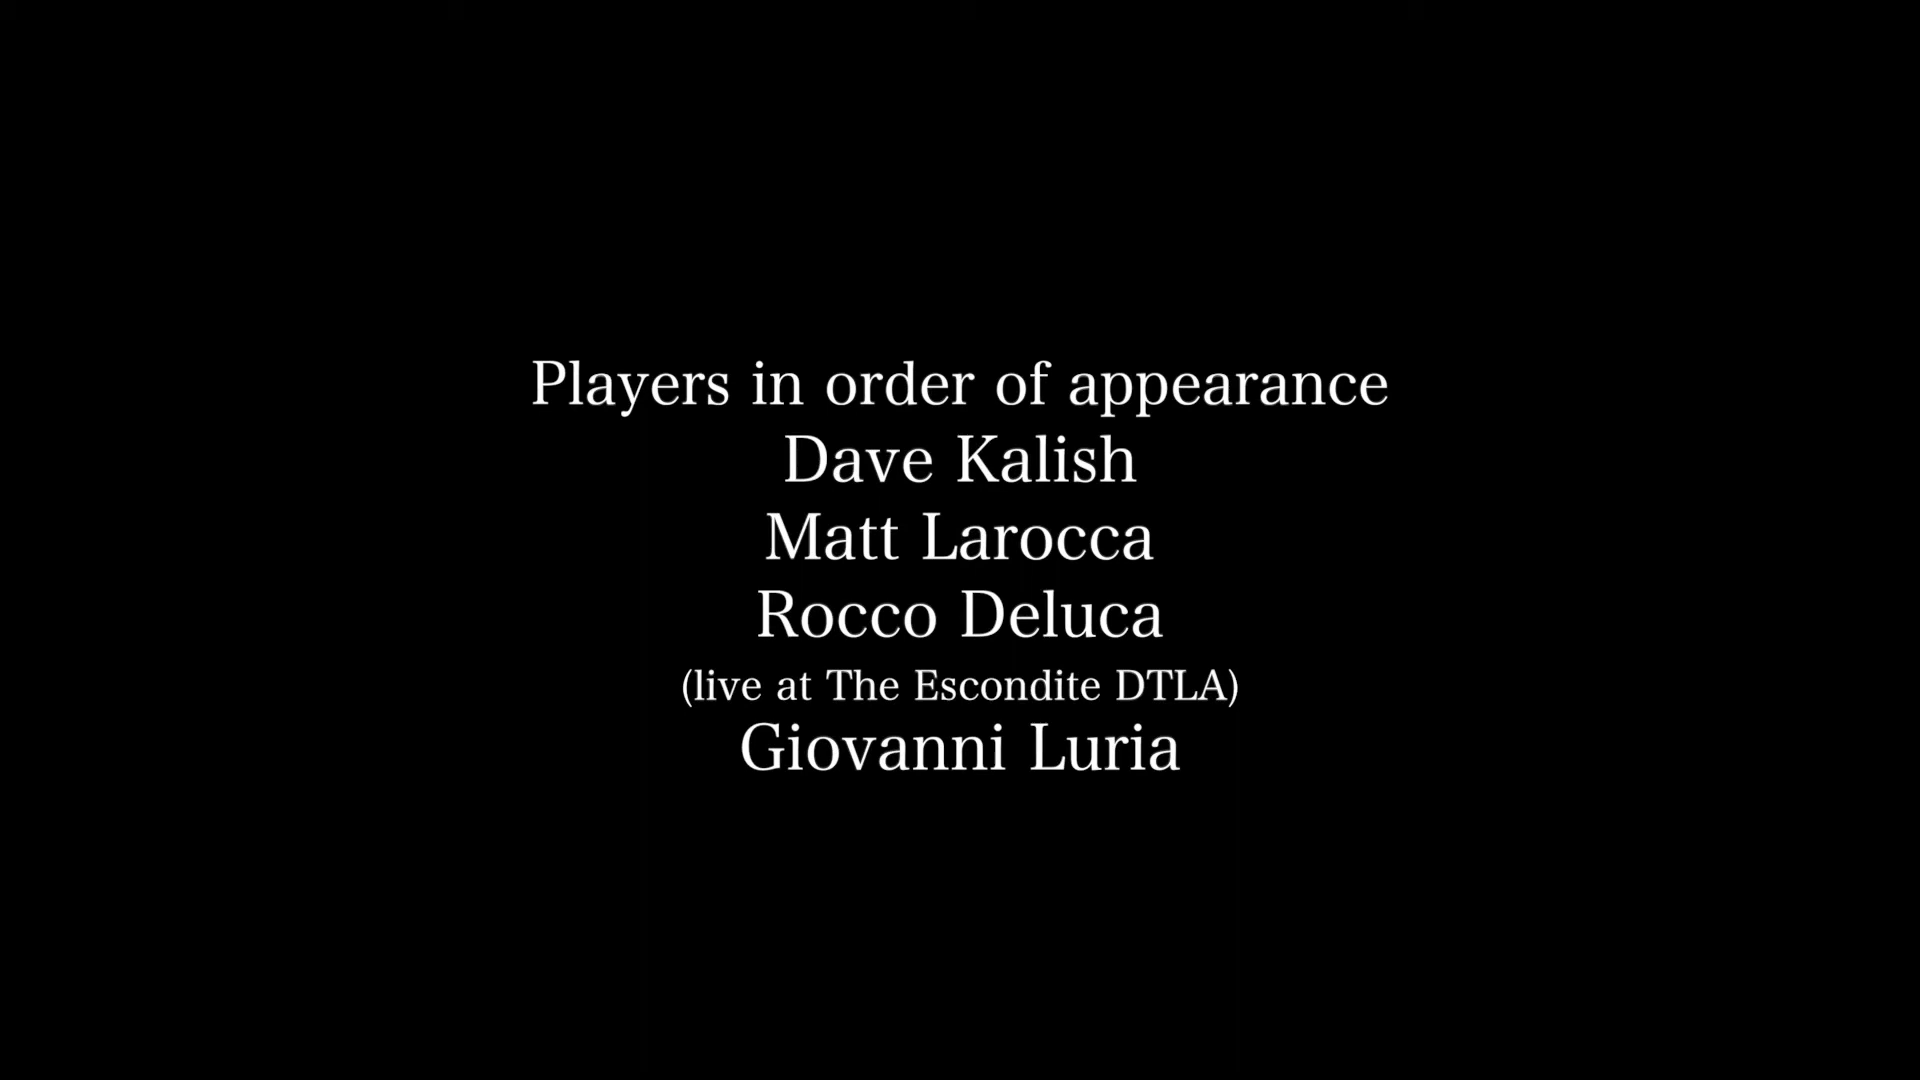 Players in order of appearance
Dave Kalish
Matt Larocca
Rocco Deluca
(live at The Escondite DTLA)
Giovanni Luria